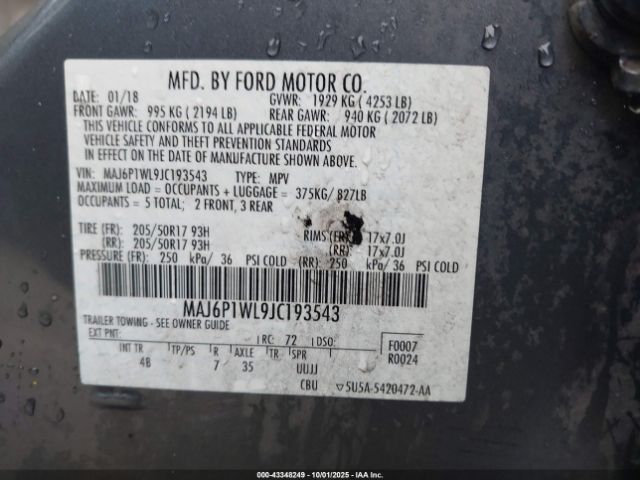 MFD. BY FORD MOTOR CO.
DATE: 01/18 GVWR: 1929 KG ( 4253 LB)
FRONT GAWR: 995 KG ( 2194 LB) REAR GAWR: 940 KG ( 2072 LB)
THIS VEHICLE CONFORMS TO ALL APPLICABLE FEDERAL MOTOR
VEHICLE SAFETY AND THEFT PREVENTION STANDARDS
IN EFFECT ON THE DATE OF MANUFACTURE SHOWN ABOVE.
VIN: MAJ6P1WL9JC193543 TYPE: MPV
MAXIMUM LOAD = OCCUPANTS + LUGGAGE = 375KG/ 827LB
OCCUPANTS = 5 TOTAL; 2 FRONT, 3 REAR
TIRE (FR): 205/50R17 93H RIMS (FR): 17x7.0J
(RR): 205/50R17 93H (RR): 17x7.0J
PRESSURE (FR): 250 kPa/ 36 PSI COLD (RR): 250 kPa/ 36 PSI COLD
MAJ6P1WL9JC193543
TRAILER TOWING - SEE OWNER GUIDE
EXT PNT: RC: 72 DSO: F0007
INT TR TP/PS R AXLE TR SPR R0024
4B 7 35 UUJJ
CBU 5U5A-5420472-AA
000-43348249 - 10/01/2025 - IAAI.COM